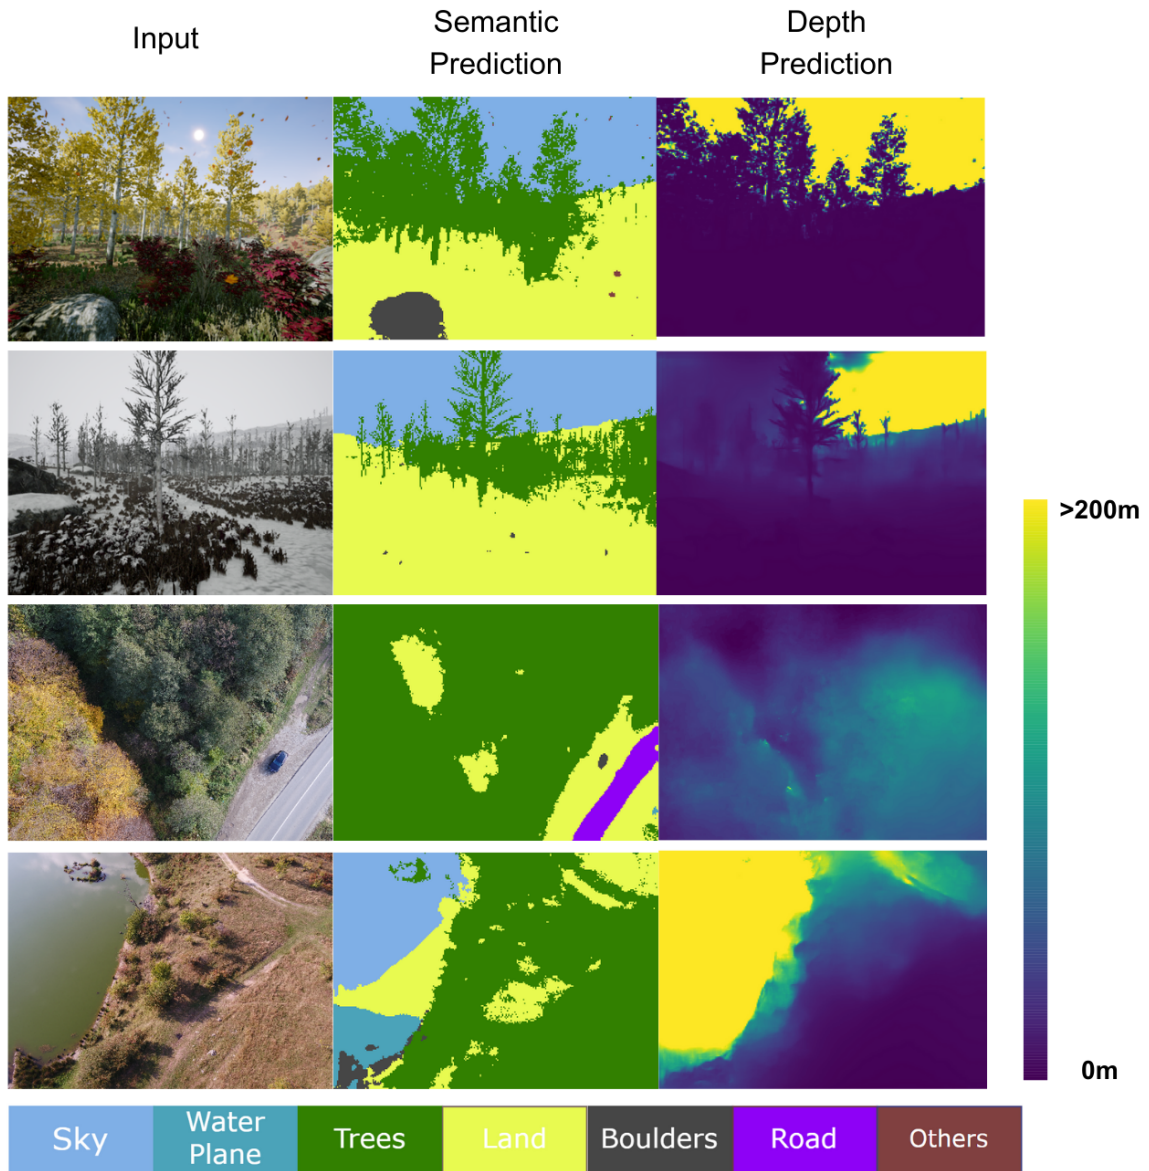 Input
Semantic
Prediction
Depth
Prediction
>200m
0m
Sky
Water
Plane
Trees
Land
Boulders
Road
Others